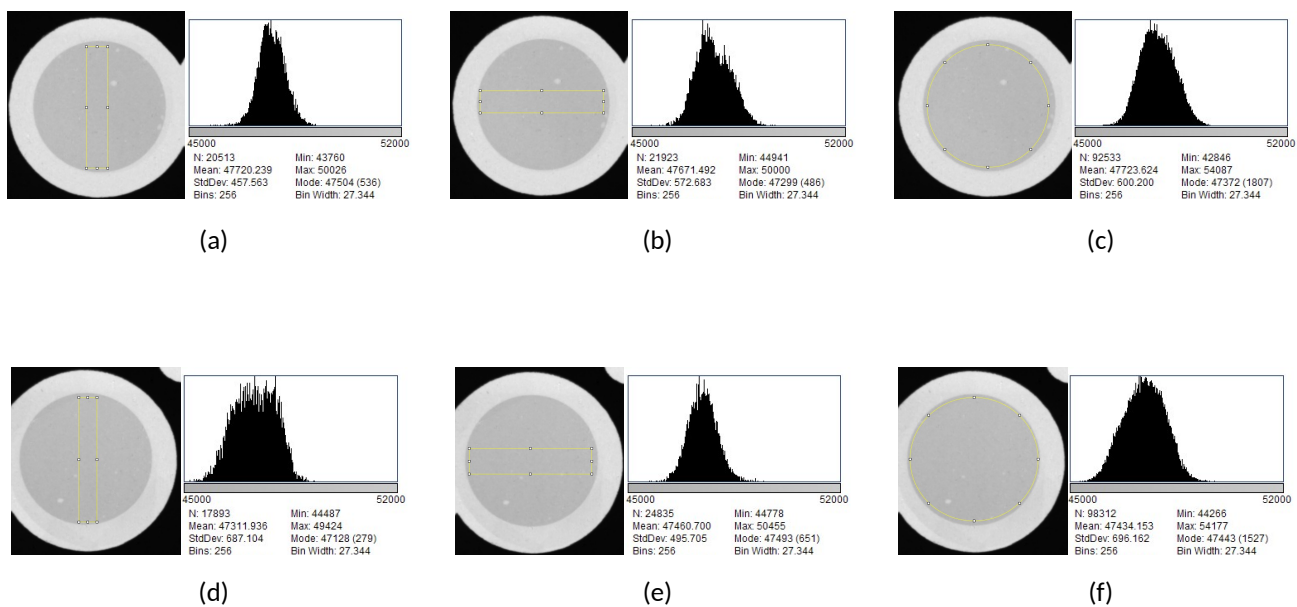 45000 52000
N: 20513 Min: 43760
Mean: 47720.239 Max: 50026
StdDev: 457.563 Mode: 47504 (536)
Bins: 256 Bin Width: 27.344
(a)
45000 52000
N: 21923 Min: 44941
Mean: 47671.492 Max: 50000
StdDev: 572.683 Mode: 47299 (486)
Bins: 256 Bin Width: 27.344
(b)
45000 52000
N: 92533 Min: 42846
Mean: 47723.624 Max: 54087
StdDev: 600.200 Mode: 47372 (1807)
Bins: 256 Bin Width: 27.344
(c)
45000 52000
N: 17893 Min: 44487
Mean: 47311.936 Max: 49424
StdDev: 687.104 Mode: 47128 (279)
Bins: 256 Bin Width: 27.344
(d)
45000 52000
N: 24835 Min: 44778
Mean: 47460.700 Max: 50455
StdDev: 495.705 Mode: 47493 (651)
Bins: 256 Bin Width: 27.344
(e)
45000 52000
N: 98312 Min: 44266
Mean: 47434.153 Max: 54177
StdDev: 696.162 Mode: 47443 (1527)
Bins: 256 Bin Width: 27.344
(f)